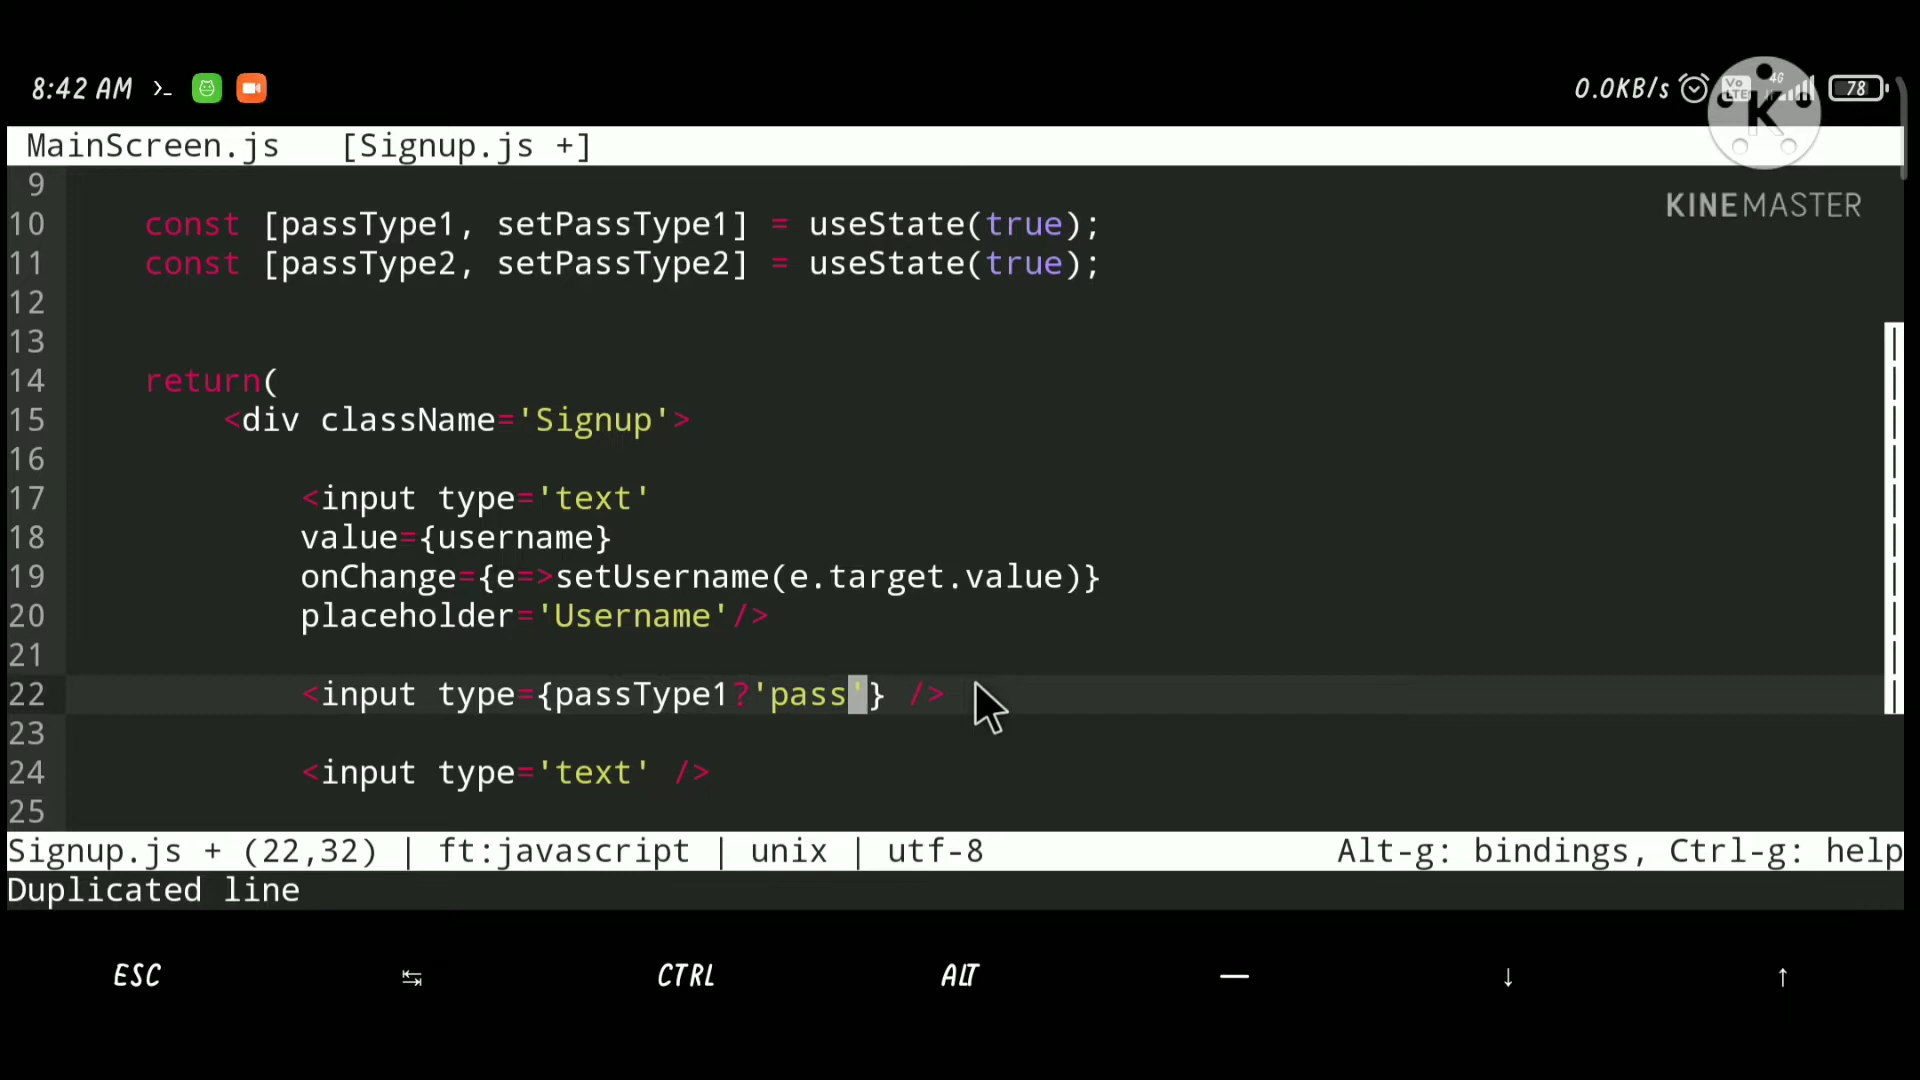 8:42 AM >_ 0.0KB/s Vo LTE 4G 78
K
KINEMASTER
MainScreen.js [Signup.js +]
9
10 const [passType1, setPassType1] = useState(true);
11 const [passType2, setPassType2] = useState(true);
12
13
14 return(
15 <div className='Signup'>
16
17 <input type='text'
18 value={username}
19 onChange={e=>setUsername(e.target.value)}
20 placeholder='Username'/>
21
22 <input type={passType1?'pass'} />
23
24 <input type='text' />
25
Signup.js + (22,32) | ft:javascript | unix | utf-8 Alt-g: bindings, Ctrl-g: help
Duplicated line
ESC ↹ CTRL ALT — ↓ ↑